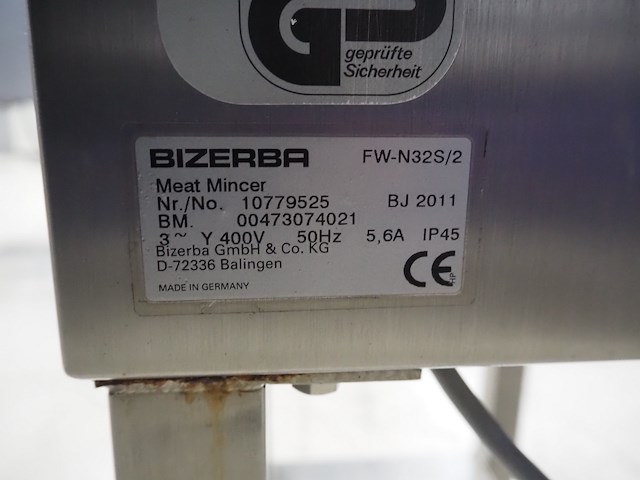 geprüfte
Sicherheit
BIZERBA FW-N32S/2
Meat Mincer
Nr./No. 10779525 BJ 2011
BM. 00473074021
3~ Y 400V 50Hz 5,6A IP45
Bizerba GmbH & Co. KG
D-72336 Balingen
CE
HP
MADE IN GERMANY